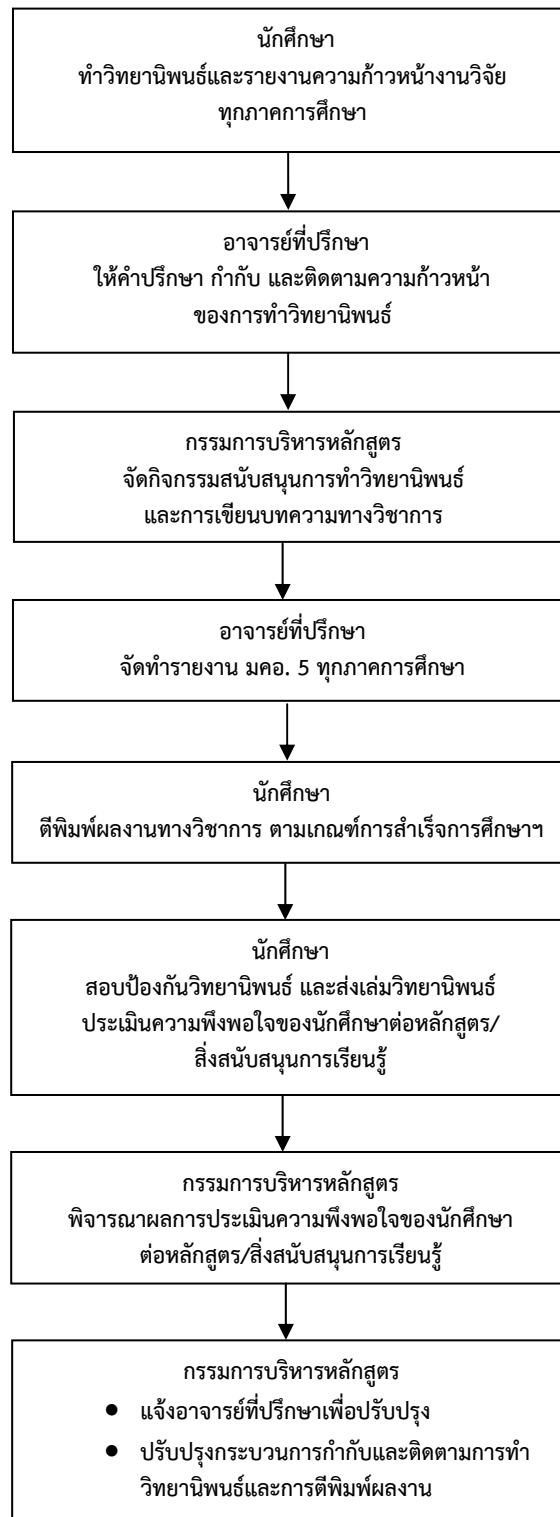 นักศึกษา
ทำวิทยานิพนธ์และรายงานความก้าวหน้างานวิจัย
ทุกภาคการศึกษา
อาจารย์ที่ปรึกษา
ให้คำปรึกษา กำกับ และติดตามความก้าวหน้า
ของการทำวิทยานิพนธ์
กรรมการบริหารหลักสูตร
จัดกิจกรรมสนับสนุนการทำวิทยานิพนธ์
และการเขียนบทความทางวิชาการ
อาจารย์ที่ปรึกษา
จัดทำรายงาน มคอ. 5 ทุกภาคการศึกษา
นักศึกษา
ตีพิมพ์ผลงานทางวิชาการ ตามเกณฑ์การสำเร็จการศึกษาฯ
นักศึกษา
สอบป้องกันวิทยานิพนธ์ และส่งเล่มวิทยานิพนธ์
ประเมินความพึงพอใจของนักศึกษาต่อหลักสูตร/
สิ่งสนับสนุนการเรียนรู้
กรรมการบริหารหลักสูตร
พิจารณาผลการประเมินความพึงพอใจของนักศึกษา
ต่อหลักสูตร/สิ่งสนับสนุนการเรียนรู้
กรรมการบริหารหลักสูตร
● แจ้งอาจารย์ที่ปรึกษาเพื่อปรับปรุง
● ปรับปรุงกระบวนการกำกับและติดตามการทำ
วิทยานิพนธ์และการตีพิมพ์ผลงาน